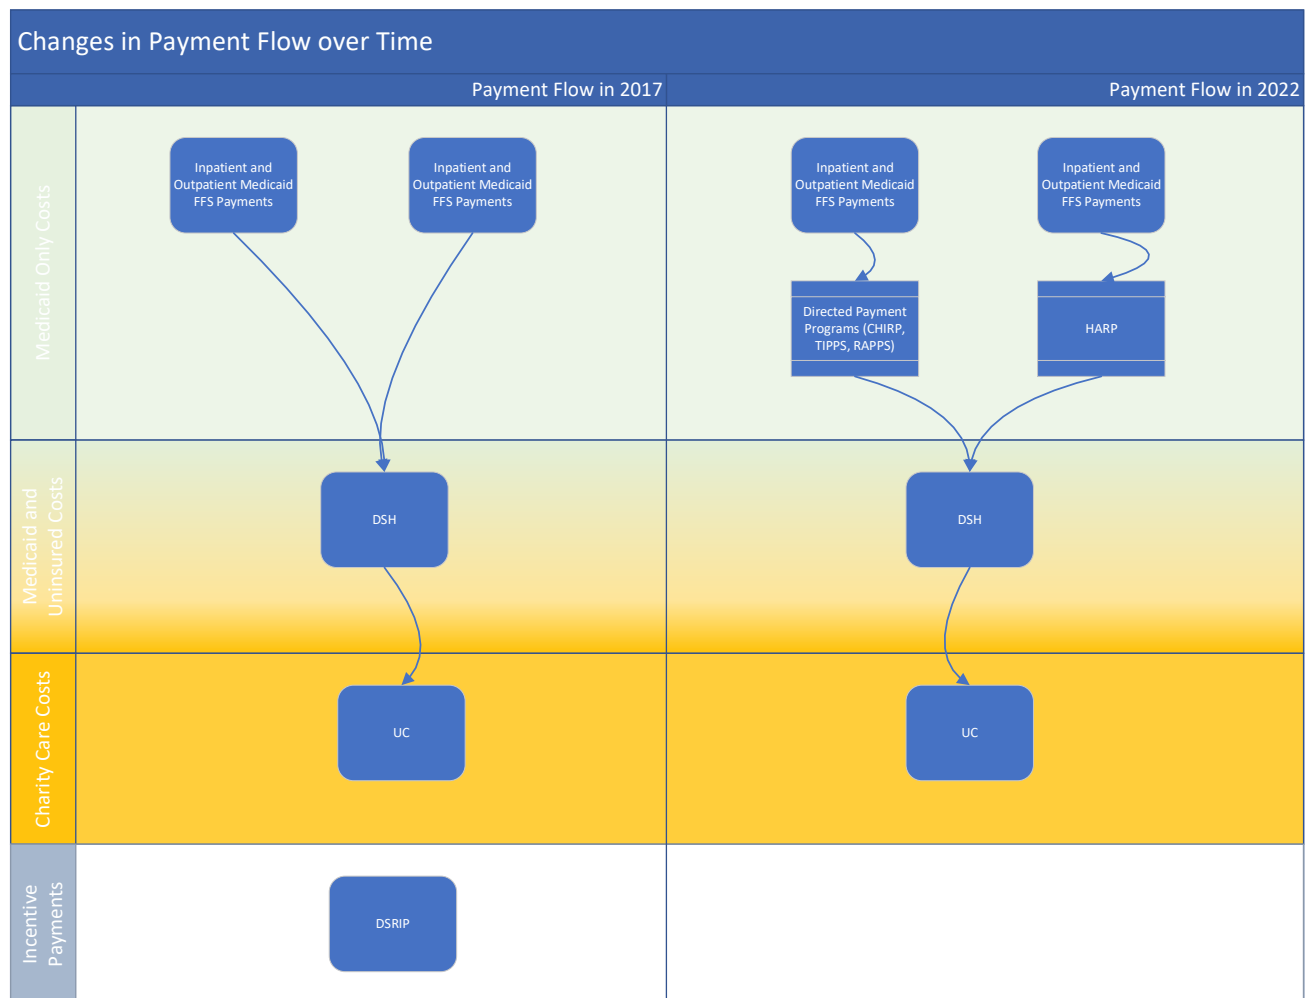 Changes in Payment Flow over Time
Payment Flow in 2017
Payment Flow in 2022
Medicaid Only Costs
Inpatient and
Outpatient Medicaid
FFS Payments
Inpatient and
Outpatient Medicaid
FFS Payments
Inpatient and
Outpatient Medicaid
FFS Payments
Inpatient and
Outpatient Medicaid
FFS Payments
Directed Payment
Programs (CHIRP,
TIPPS, RAPPS)
HARP
Medicaid and
Uninsured Costs
DSH
DSH
Charity Care Costs
UC
UC
Incentive
Payments
DSRIP